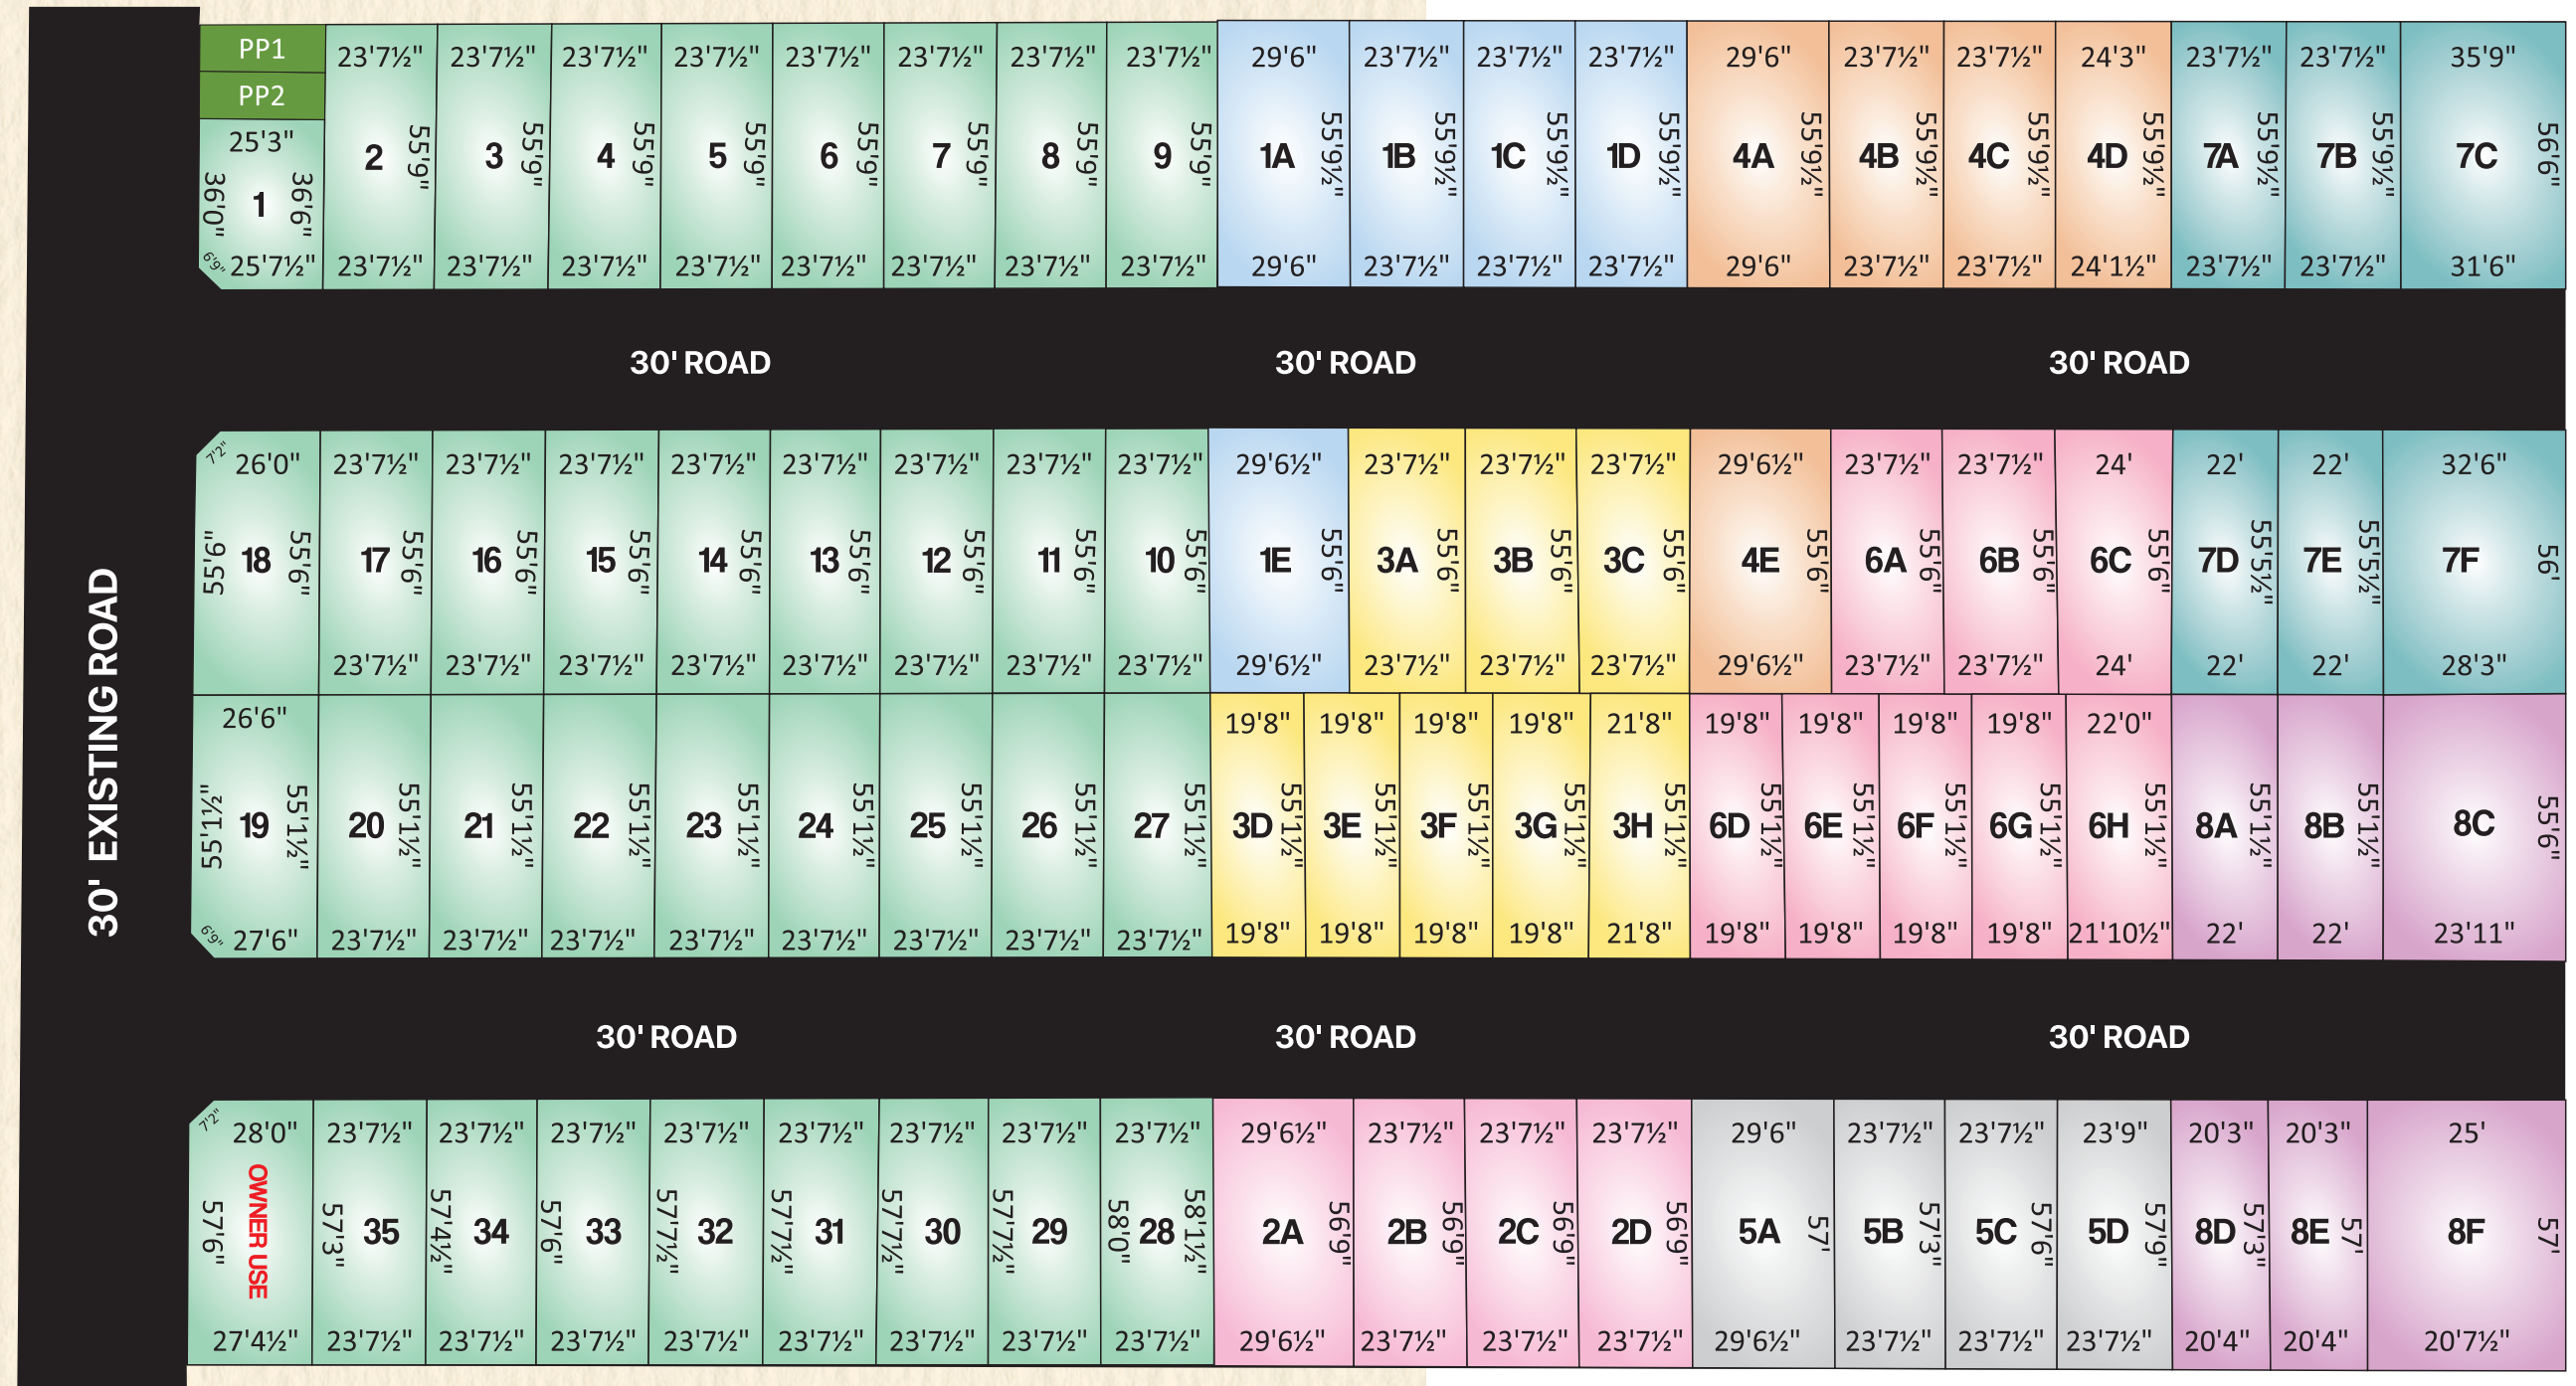 PP1
PP2
25'3"
36'0" 1 36'6"
6'9" 25'7½"
23'7½" 23'7½" 23'7½" 23'7½" 23'7½" 23'7½" 23'7½" 23'7½" 29'6" 23'7½" 23'7½" 23'7½" 29'6" 23'7½" 23'7½" 24'3" 23'7½" 23'7½" 35'9"
2 55'9" 3 55'9" 4 55'9" 5 55'9" 6 55'9" 7 55'9" 8 55'9" 9 55'9" 1A 55'9½" 1B 55'9½" 1C 55'9½" 1D 55'9½" 4A 55'9½" 4B 55'9½" 4C 55'9½" 4D 55'9½" 7A 55'9½" 7B 55'9½" 7C 56'6"
23'7½" 23'7½" 23'7½" 23'7½" 23'7½" 23'7½" 23'7½" 23'7½" 29'6" 23'7½" 23'7½" 23'7½" 29'6" 23'7½" 23'7½" 24'1½" 23'7½" 23'7½" 31'6"
30' ROAD 30' ROAD 30' ROAD
7'2" 26'0" 23'7½" 23'7½" 23'7½" 23'7½" 23'7½" 23'7½" 23'7½" 23'7½" 29'6½" 23'7½" 23'7½" 23'7½" 29'6½" 23'7½" 23'7½" 24' 22' 22' 32'6"
55'6" 18 55'6" 17 55'6" 16 55'6" 15 55'6" 14 55'6" 13 55'6" 12 55'6" 11 55'6" 10 55'6" 1E 55'6" 3A 55'6" 3B 55'6" 3C 55'6" 4E 55'6" 6A 55'6" 6B 55'6" 6C 55'6" 7D 55'5½" 7E 55'5½" 7F 56'
23'7½" 23'7½" 23'7½" 23'7½" 23'7½" 23'7½" 23'7½" 23'7½" 29'6½" 23'7½" 23'7½" 23'7½" 29'6½" 23'7½" 23'7½" 24' 22' 22' 28'3"
30' EXISTING ROAD
26'6" 19'8" 19'8" 19'8" 19'8" 21'8" 19'8" 19'8" 19'8" 19'8" 22'0"
55'1½" 19 55'1½" 20 55'1½" 21 55'1½" 22 55'1½" 23 55'1½" 24 55'1½" 25 55'1½" 26 55'1½" 27 55'1½" 3D 55'1½" 3E 55'1½" 3F 55'1½" 3G 55'1½" 3H 55'1½" 6D 55'1½" 6E 55'1½" 6F 55'1½" 6G 55'1½" 6H 55'1½" 8A 55'1½" 8B 55'1½" 8C 55'6"
6'9" 27'6" 23'7½" 23'7½" 23'7½" 23'7½" 23'7½" 23'7½" 23'7½" 23'7½" 19'8" 19'8" 19'8" 19'8" 21'8" 19'8" 19'8" 19'8" 19'8" 21'10½" 22' 22' 23'11"
30' ROAD 30' ROAD 30' ROAD
7'2" 28'0" 23'7½" 23'7½" 23'7½" 23'7½" 23'7½" 23'7½" 23'7½" 23'7½" 29'6½" 23'7½" 23'7½" 23'7½" 29'6" 23'7½" 23'7½" 23'9" 20'3" 20'3" 25'
57'6" OWNER USE 57'3" 35 57'4½" 34 57'6" 33 57'7½" 32 57'7½" 31 57'7½" 30 57'7½" 29 58'0" 28 58'1½" 2A 56'9" 2B 56'9" 2C 56'9" 2D 56'9" 5A 57' 5B 57'3" 5C 57'6" 5D 57'9" 8D 57'3" 8E 57' 8F 57'
27'4½" 23'7½" 23'7½" 23'7½" 23'7½" 23'7½" 23'7½" 23'7½" 23'7½" 29'6½" 23'7½" 23'7½" 23'7½" 29'6½" 23'7½" 23'7½" 23'7½" 20'4" 20'4" 20'7½"